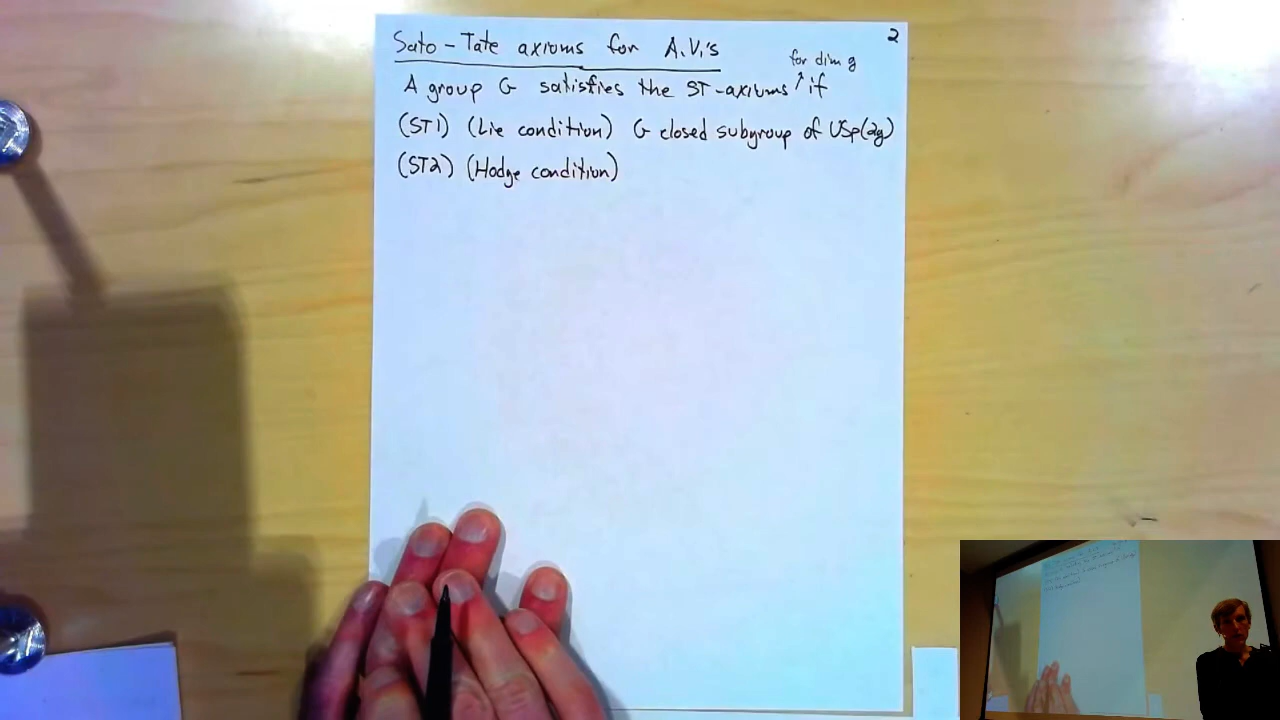 2
Sato-Tate axioms for A.V.'s
for dim g
A group G satisfies the ST-axioms if
(ST1) (Lie condition) G closed subgroup of USp(2g)
(ST2) (Hodge condition)